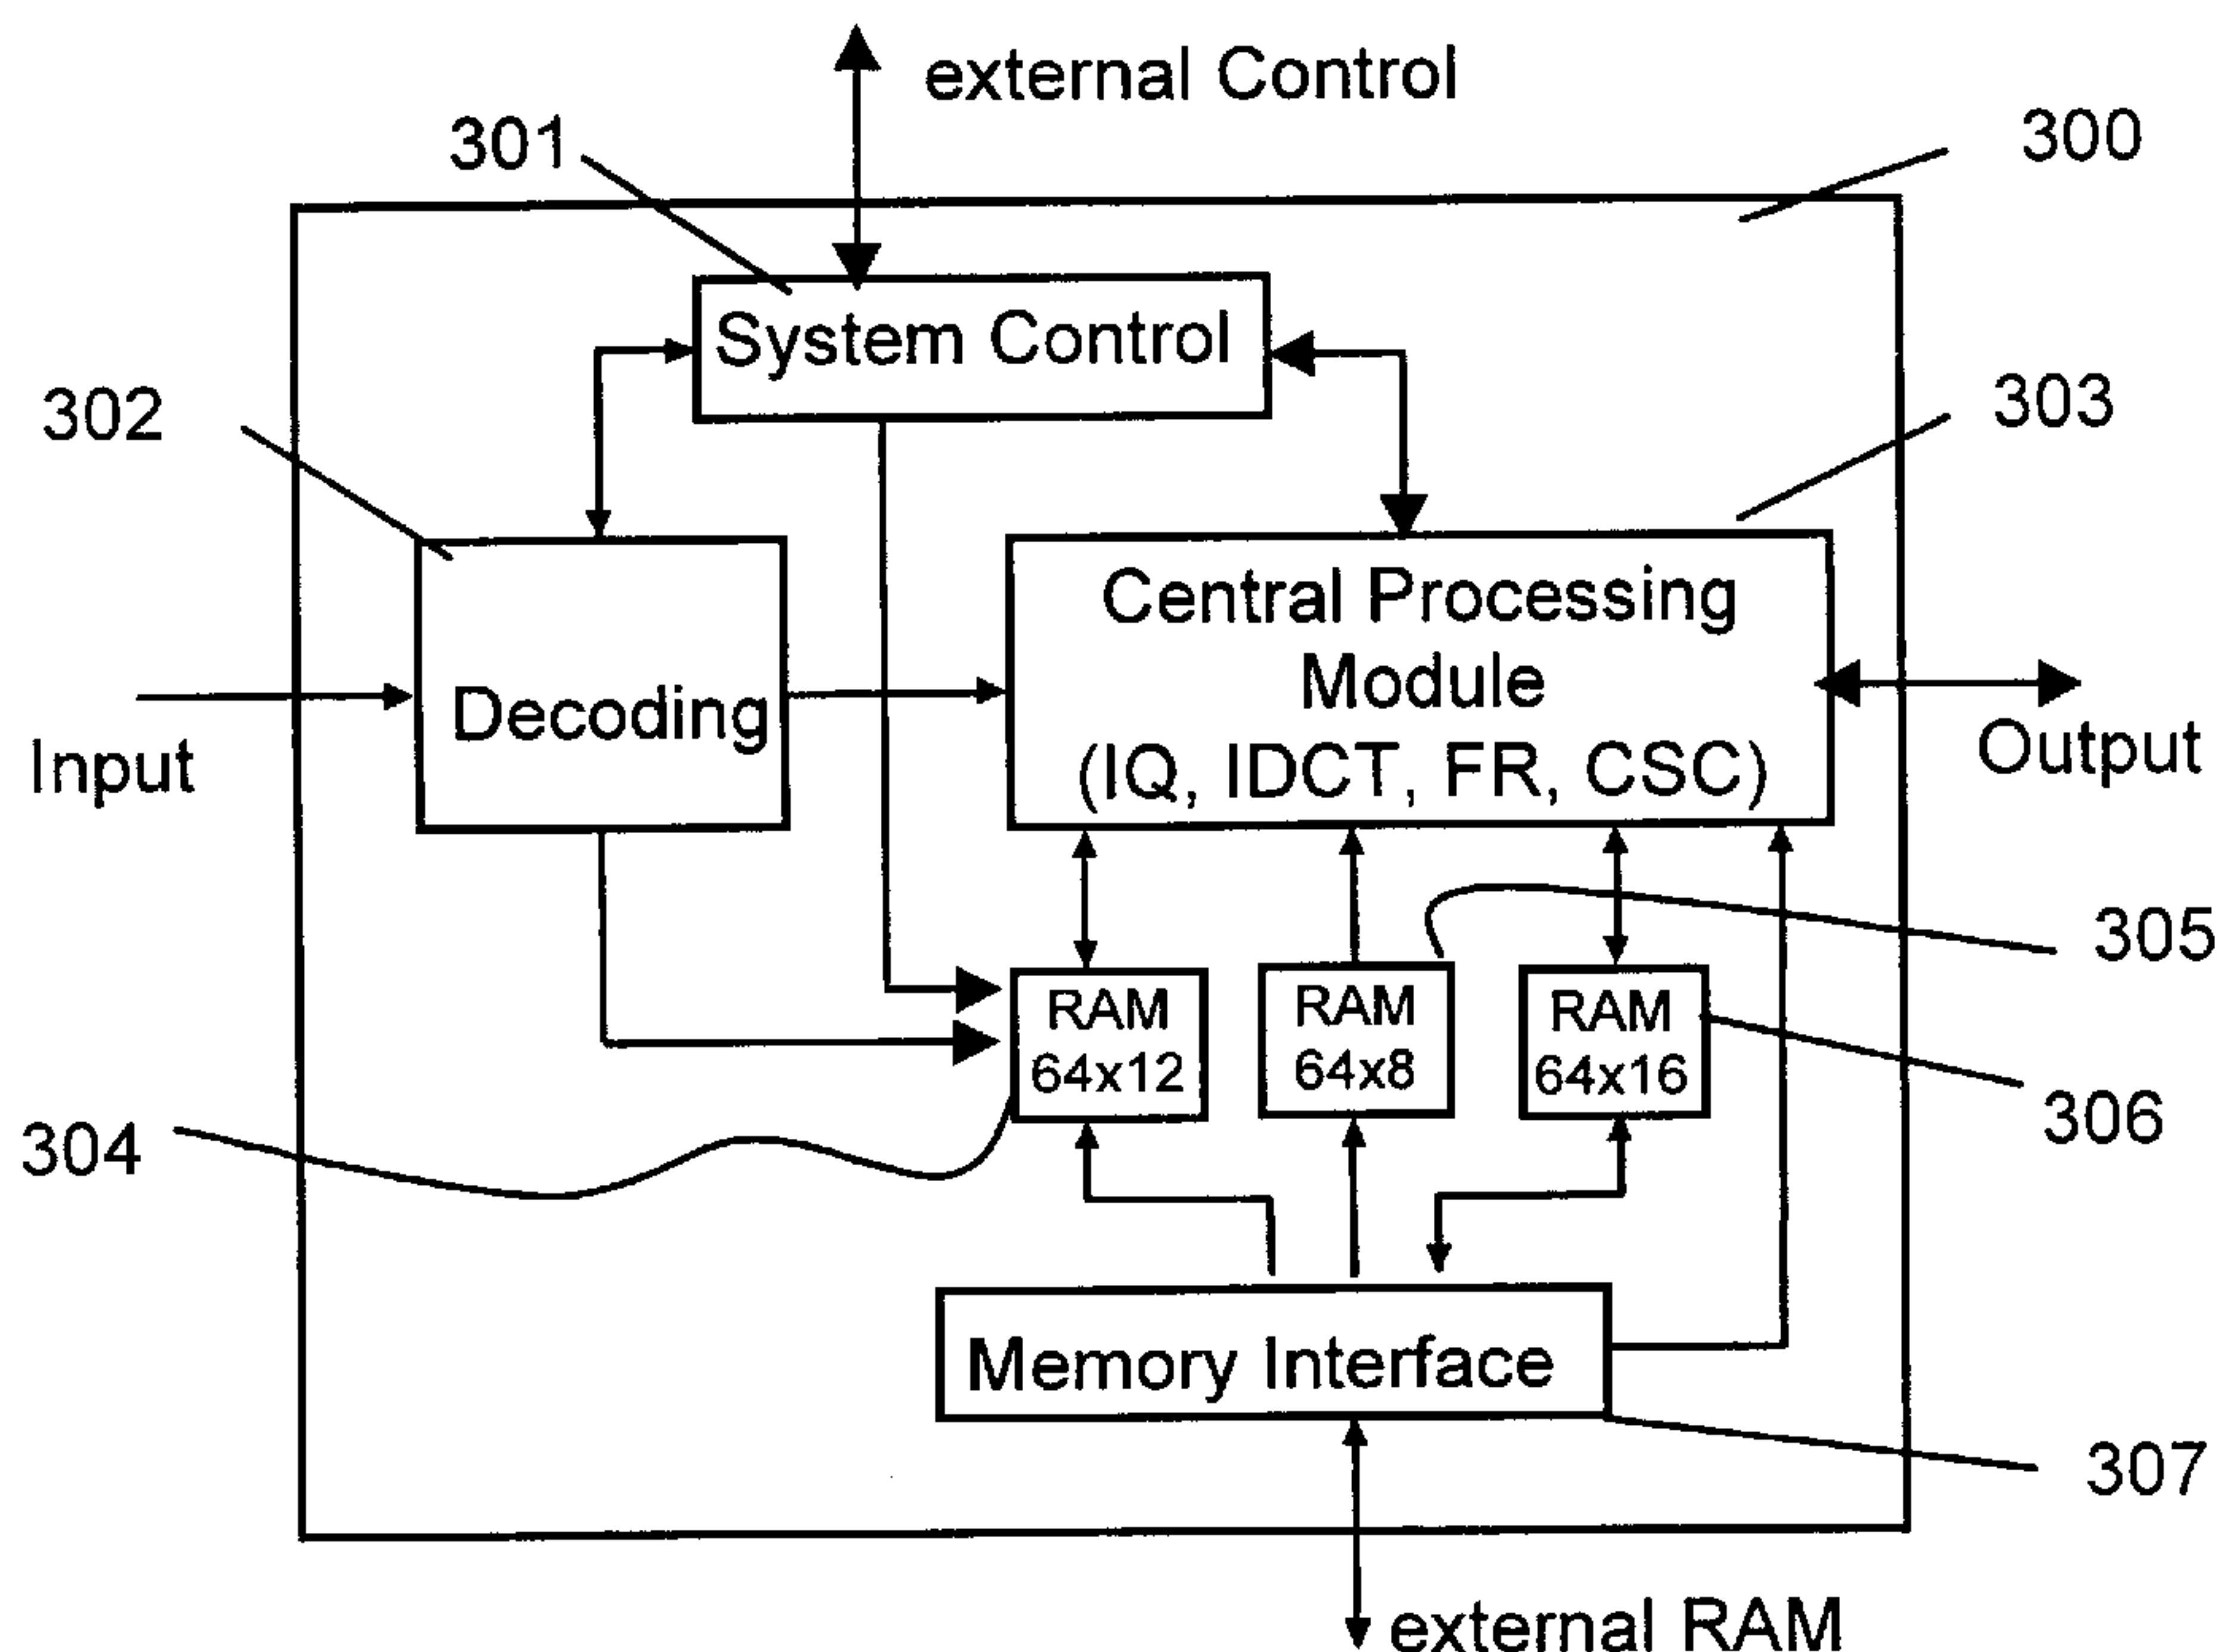 external Control
301
300
System Control
302
303
Central Processing
Module
(IQ, IDCT, FR, CSC)
Decoding
Input
Output
305
RAM
64x12
RAM
64x8
RAM
64x16
304
306
Memory Interface
307
external RAM